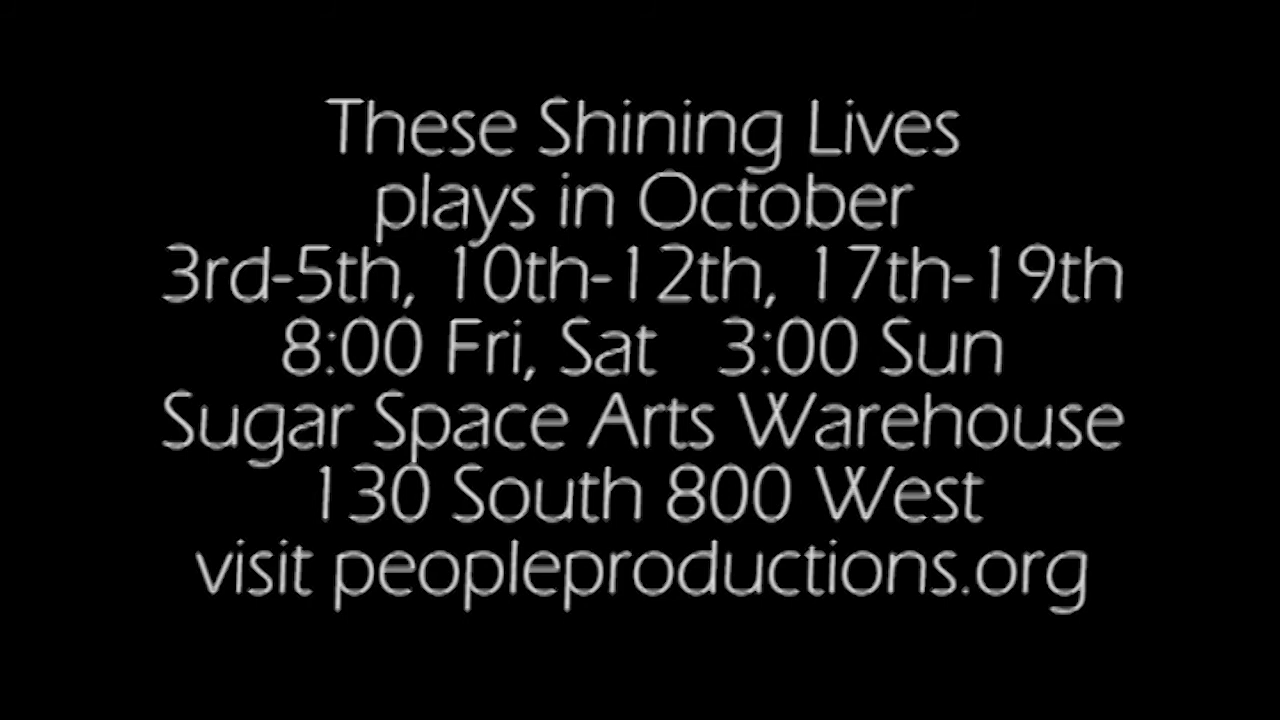 These Shining Lives
plays in October
3rd-5th, 10th-12th, 17th-19th
8:00 Fri, Sat 3:00 Sun
Sugar Space Arts Warehouse
130 South 800 West
visit peopleproductions.org